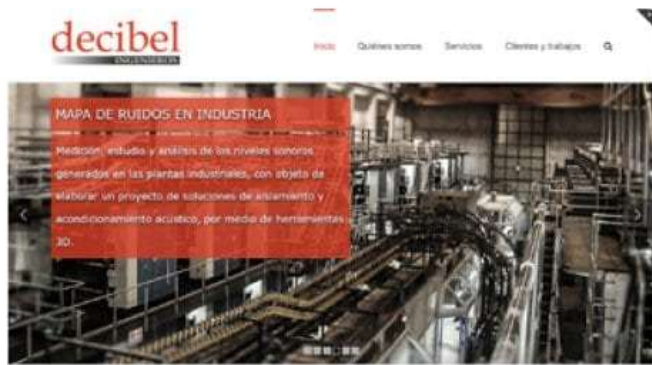 decibel
INGENIEROS
Inicio Quiénes somos Servicios Clientes y trabajos
MAPA DE RUIDOS EN INDUSTRIA
Medición, estudio y análisis de los niveles sonoros
generados en las plantas industriales, con objeto de
elaborar un proyecto de soluciones de aislamiento y
acondicionamiento acústico, por medio de herramientas
3D.